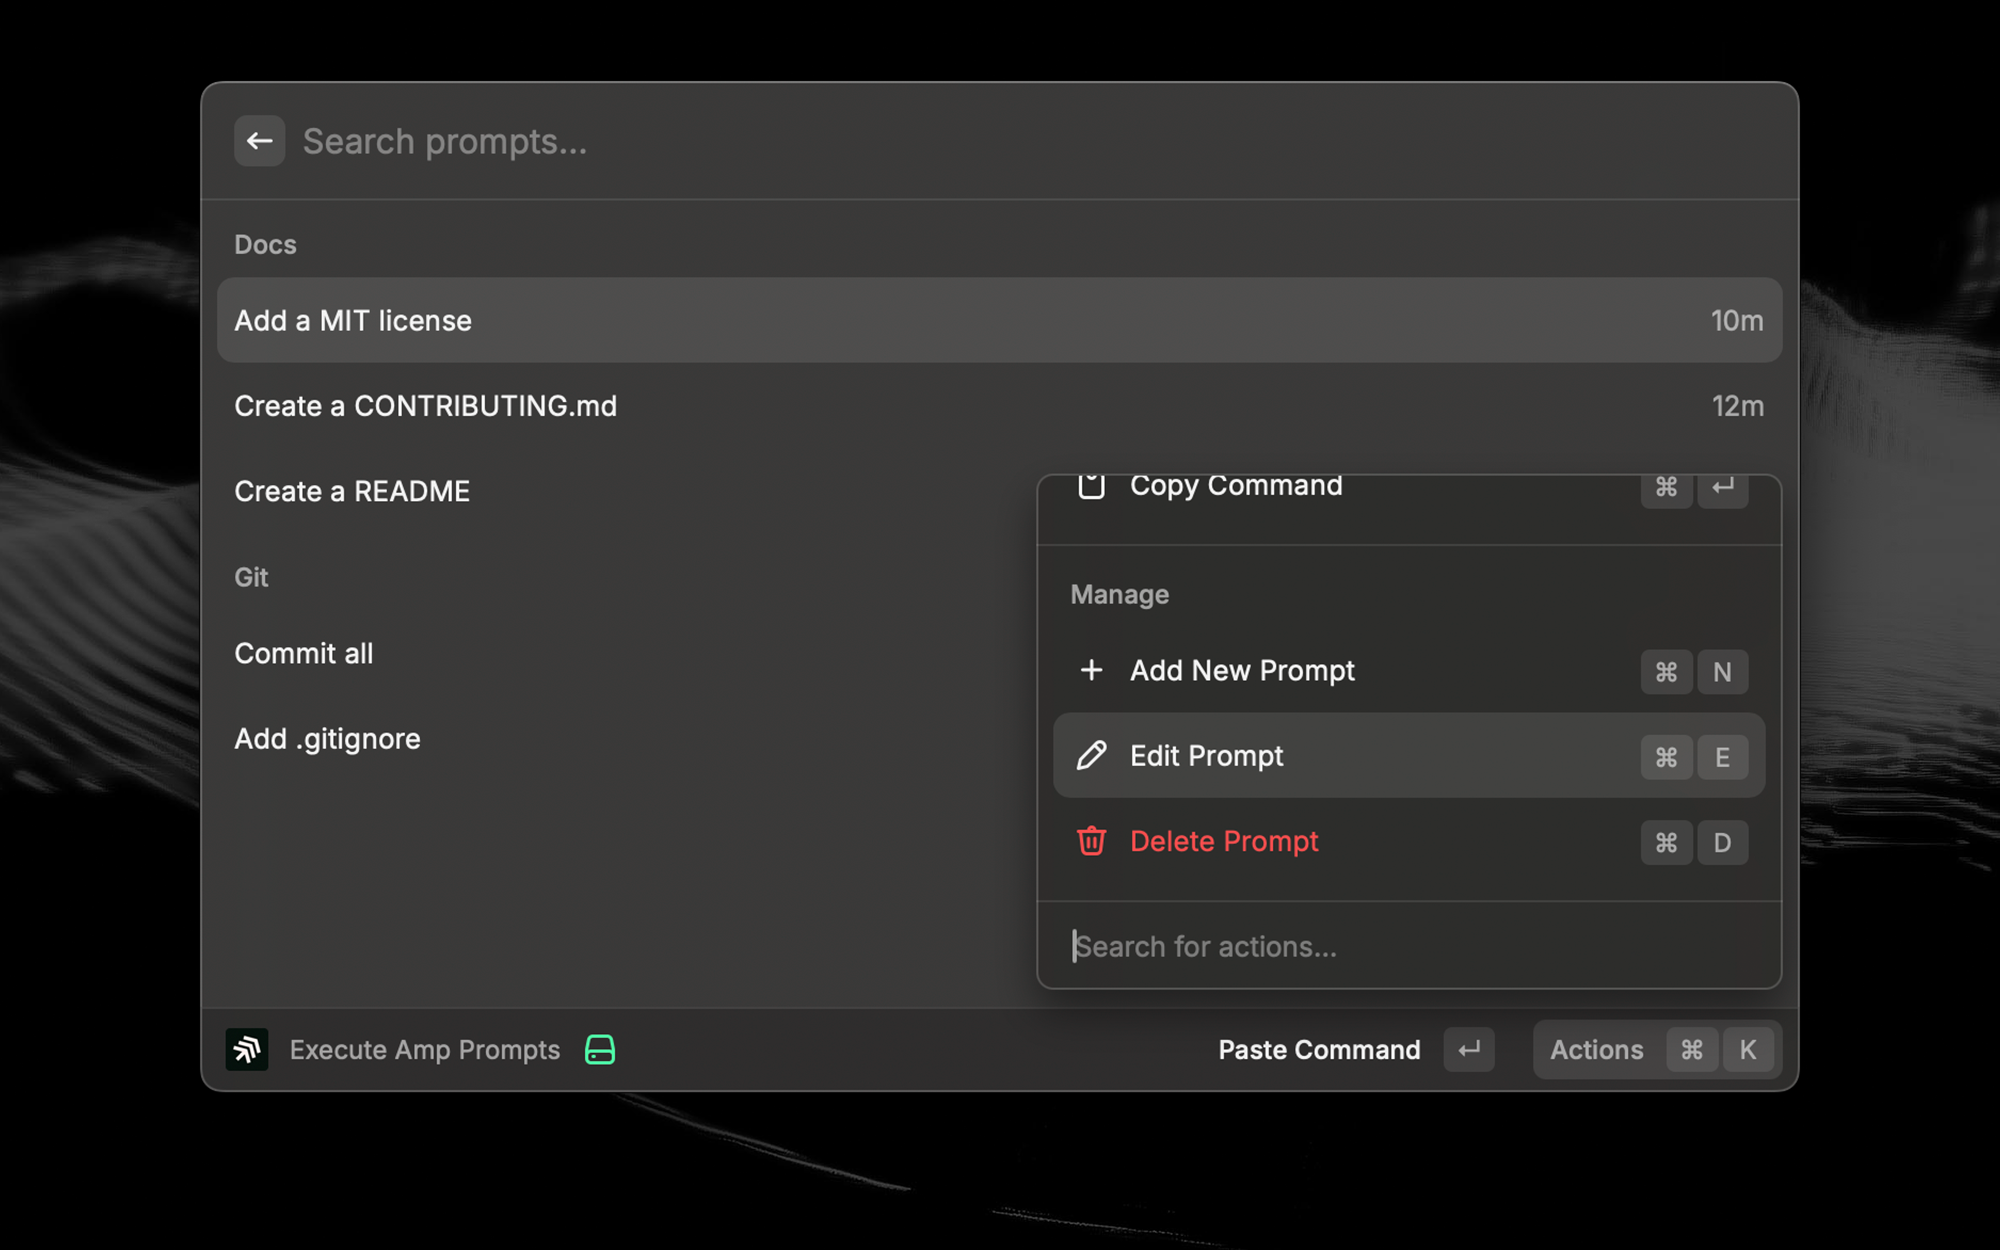 Search prompts...
Docs
Add a MIT license 10m
Create a CONTRIBUTING.md 12m
Create a README
Git
Commit all
Add .gitignore
Copy Command ⌘ ↵
Manage
Add New Prompt ⌘ N
Edit Prompt ⌘ E
Delete Prompt ⌘ D
Search for actions...
Execute Amp Prompts
Paste Command ↵
Actions ⌘ K